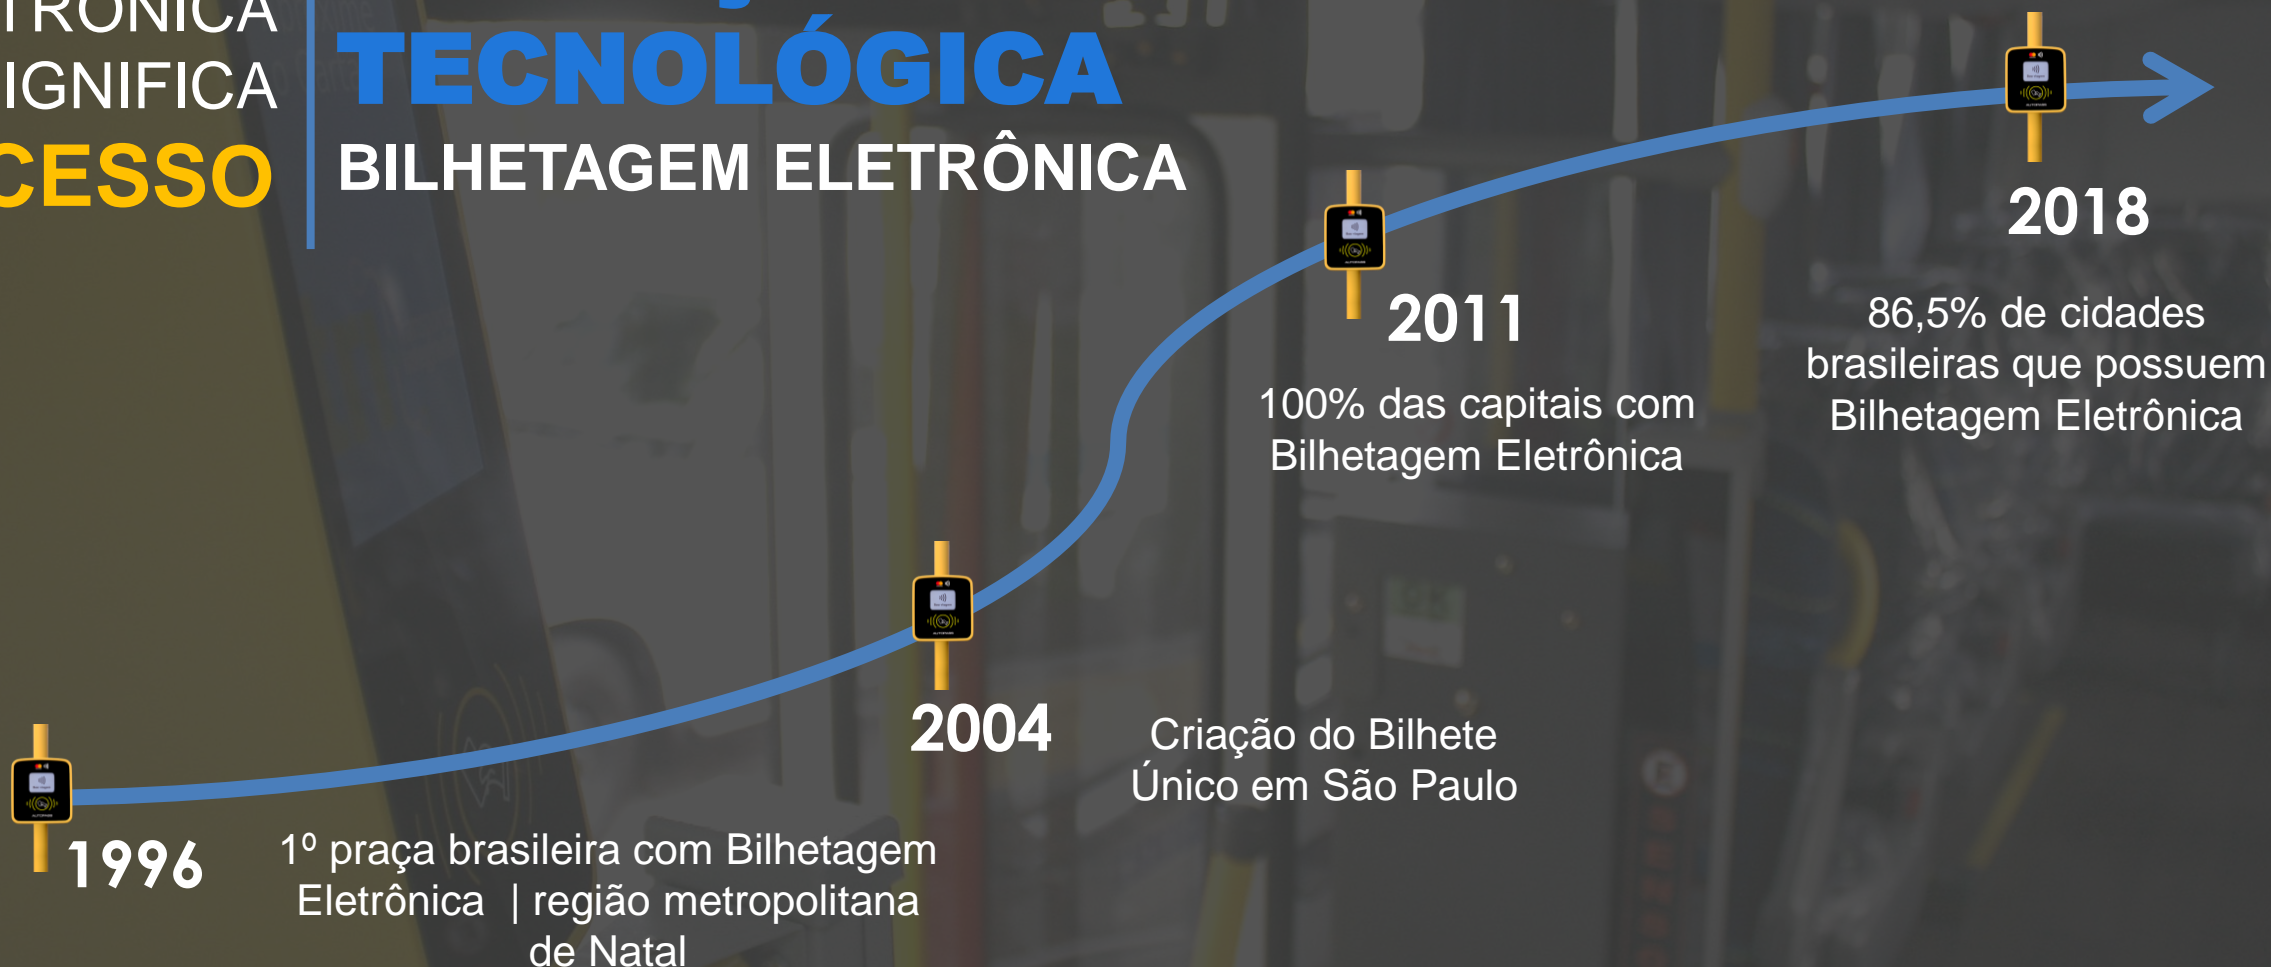 TRÔNICA
IGNIFICA
CESSO
TECNOLÓGICA
BILHETAGEM ELETRÔNICA
2018
86,5% de cidades
brasileiras que possuem
Bilhetagem Eletrônica
2011
100% das capitais com
Bilhetagem Eletrônica
2004
Criação do Bilhete
Único em São Paulo
1996
1º praça brasileira com Bilhetagem
Eletrônica | região metropolitana
de Natal